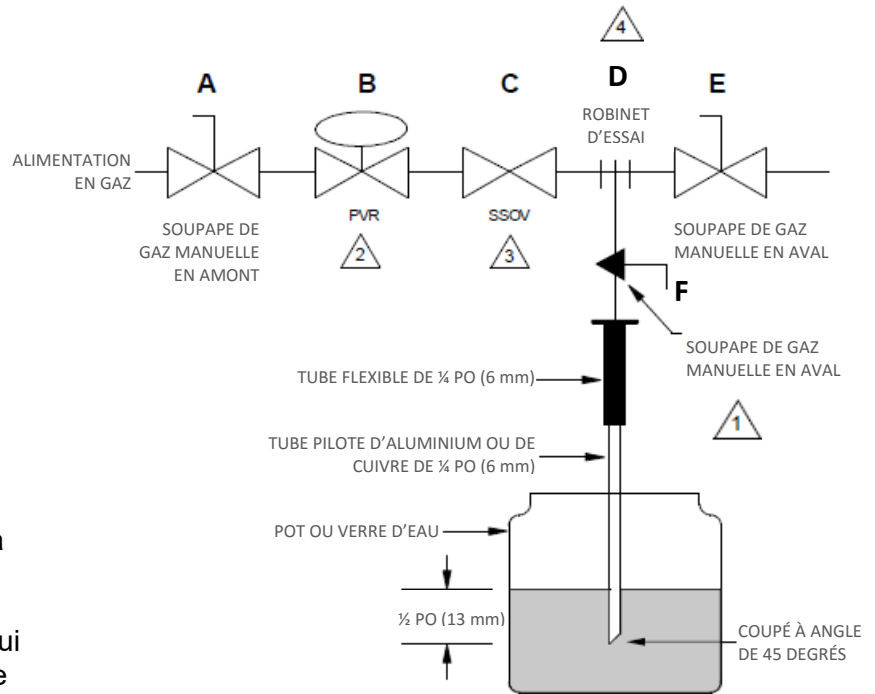 4
A
B
C
D
E
ROBINET
D’ESSAI
ALIMENTATION
EN GAZ
SOUPAPE DE
GAZ MANUELLE
EN AMONT
PVR
2
SSOV
3
SOUPAPE DE GAZ
MANUELLE EN AVAL
F
SOUPAPE DE GAZ
MANUELLE EN AVAL
1
TUBE FLEXIBLE DE ¼ PO (6 mm)
TUBE PILOTE D’ALUMINIUM OU DE
CUIVRE DE ¼ PO (6 mm)
POT OU VERRE D’EAU
½ PO (13 mm)
COUPÉ À ANGLE
DE 45 DEGRÉS
a
ui
e